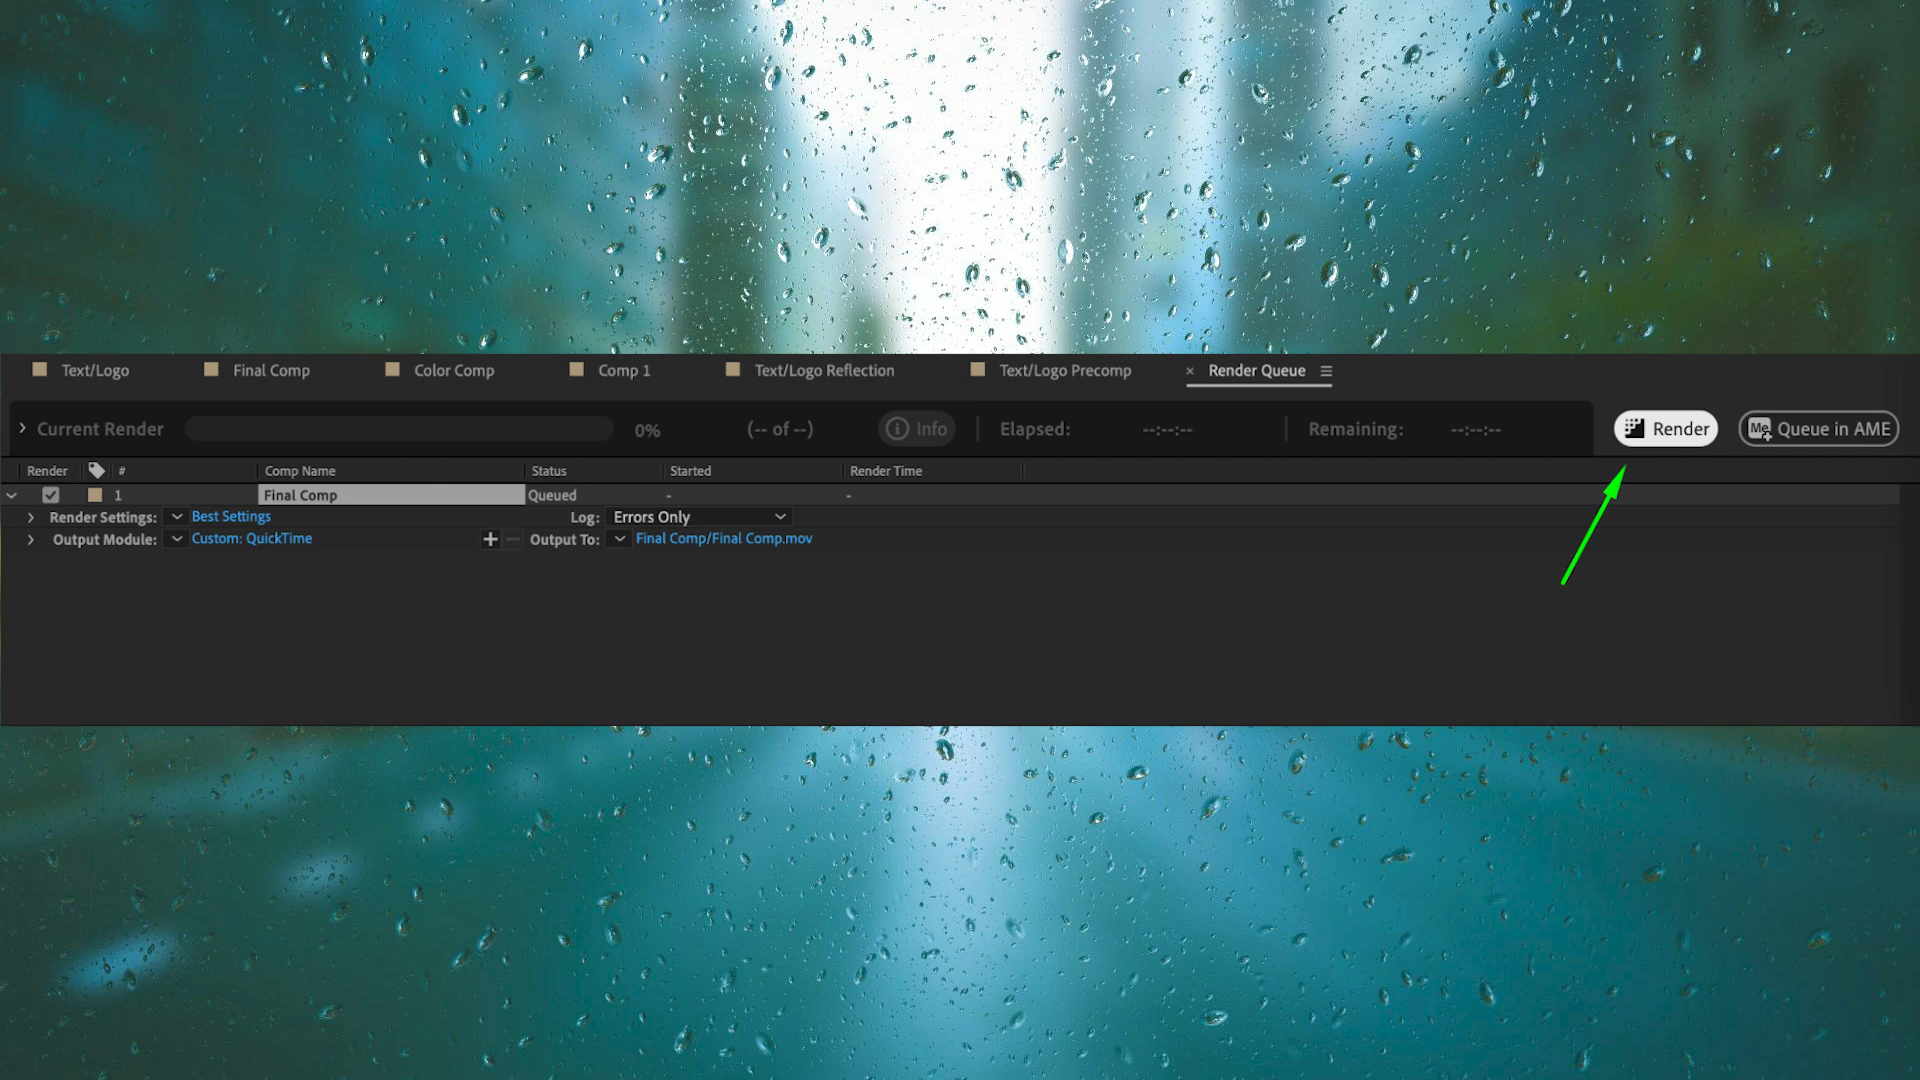 Text/Logo Final Comp Color Comp Comp 1 Text/Logo Reflection Text/Logo Precomp × Render Queue
Current Render 0% (-- of --) Info Elapsed: --:--:-- Remaining: --:--:-- Render Me Queue in AME
Render # Comp Name Status Started Render Time
1 Final Comp Queued - -
Render Settings: Best Settings Log: Errors Only
Output Module: Custom: QuickTime + − Output To: Final Comp/Final Comp.mov